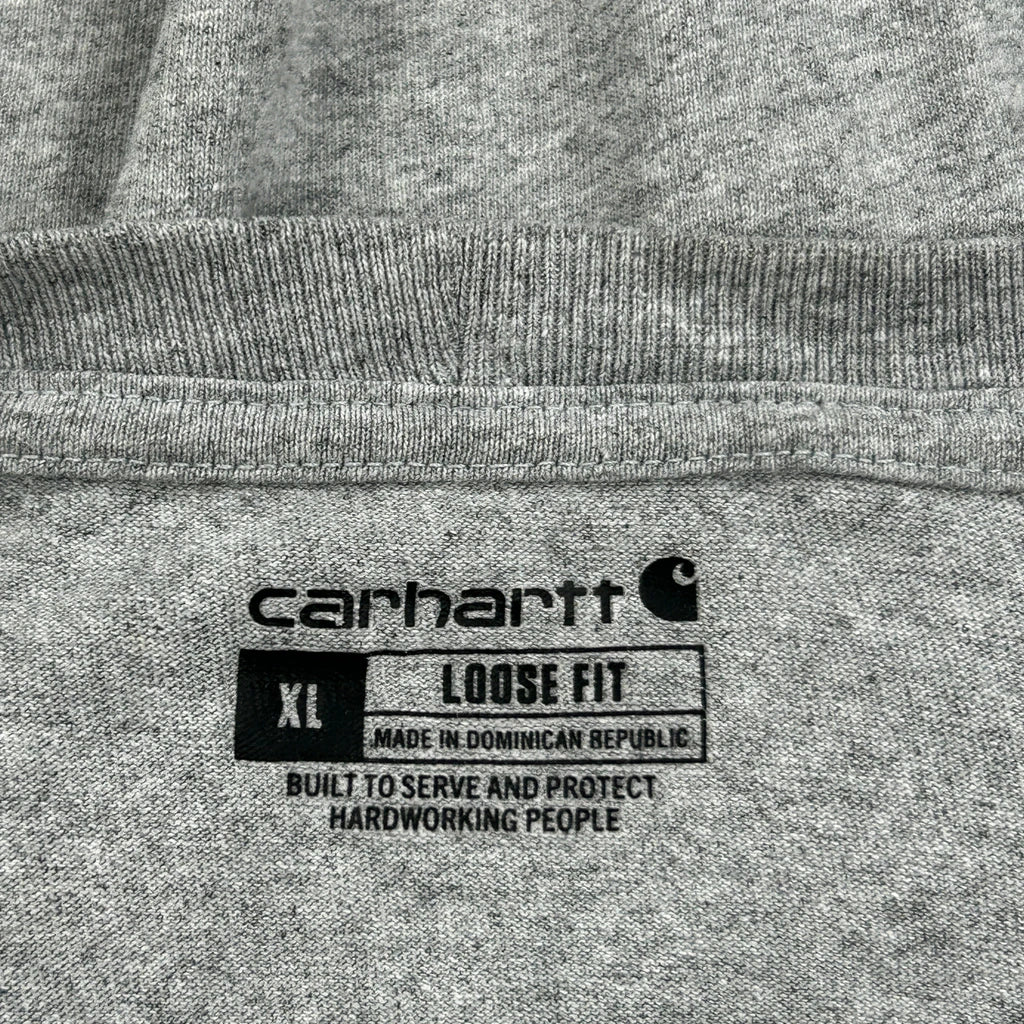 carhartt
XL
LOOSE FIT
MADE IN DOMINICAN REPUBLIC
BUILT TO SERVE AND PROTECT
HARDWORKING PEOPLE